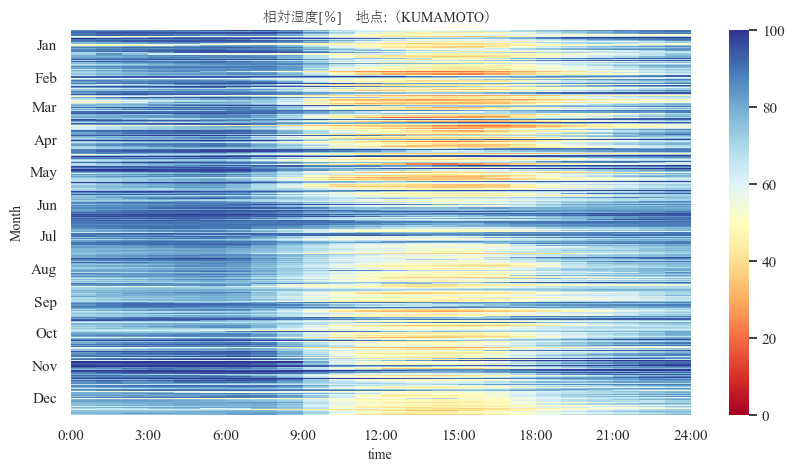 相対湿度[%] 地点:（KUMAMOTO）
Month
Jan
Feb
Mar
Apr
May
Jun
Jul
Aug
Sep
Oct
Nov
Dec
0:00 3:00 6:00 9:00 12:00 15:00 18:00 21:00 24:00
time
100
80
60
40
20
0